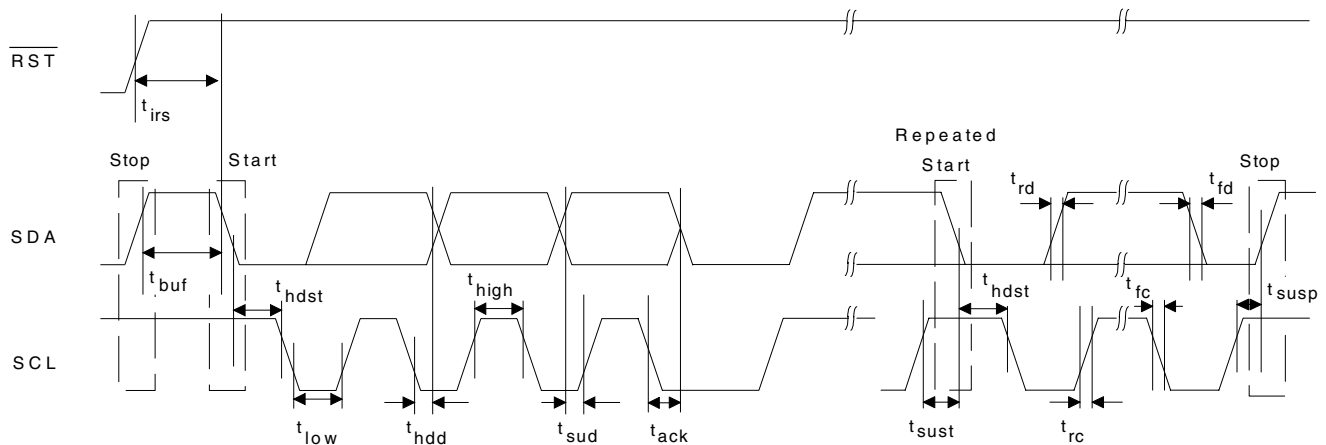 RST
t irs
Repeated
Stop
Start
Start
Stop
t rd
t fd
SDA
t buf
t hdst
t high
t hdst
t fc
t susp
SCL
t low
t hdd
t sud
t ack
t sust
t rc